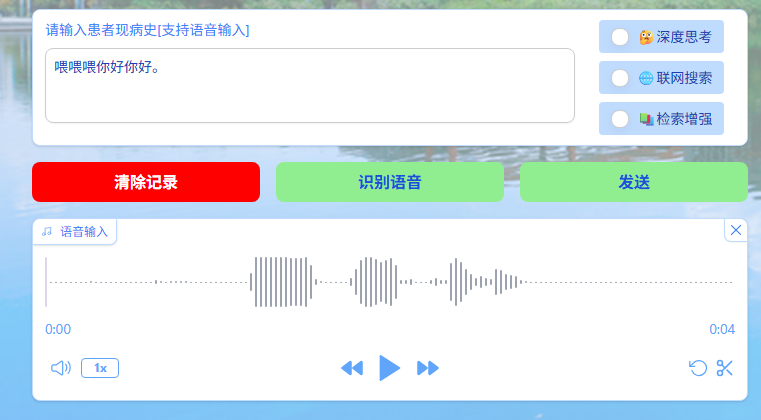 请输入患者现病史[支持语音输入]
喂喂喂你好你好。
🤔深度思考
🌐联网搜索
📚检索增强
清除记录
识别语音
发送
语音输入
0:00
0:04
1x